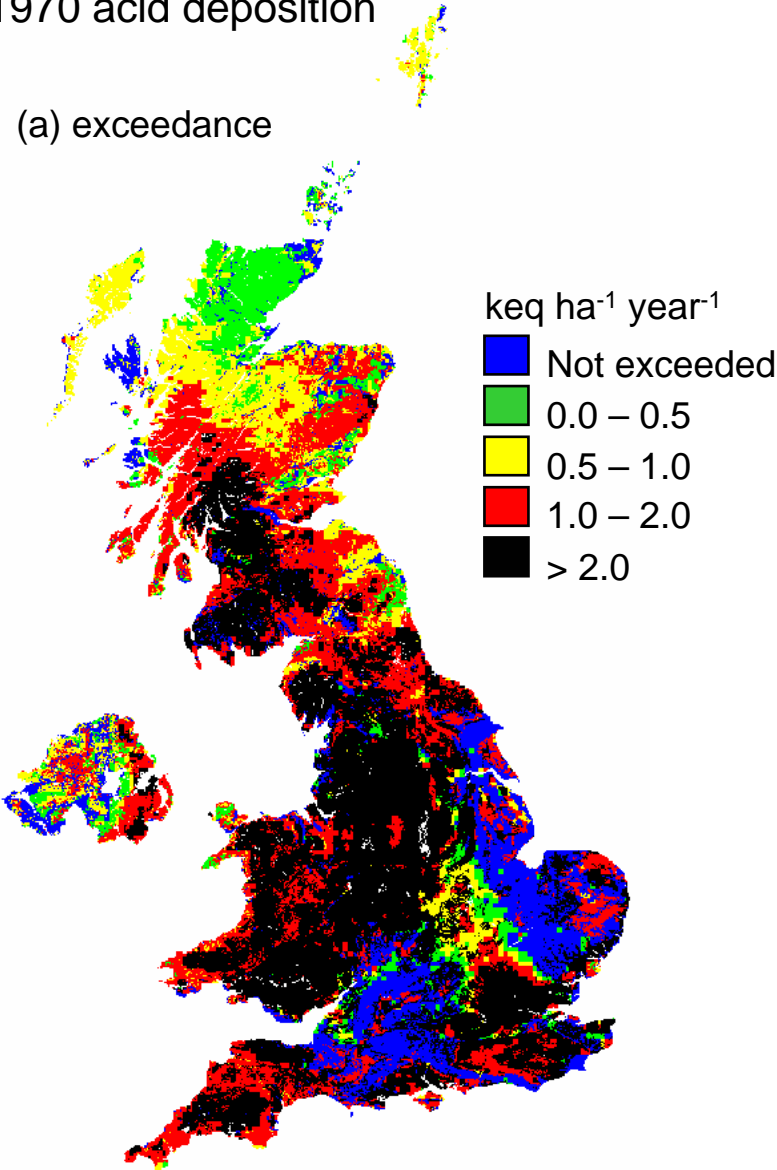 1970 acid deposition
(a) exceedance
keq ha-1 year-1
Not exceeded
0.0 – 0.5
0.5 – 1.0
1.0 – 2.0
> 2.0